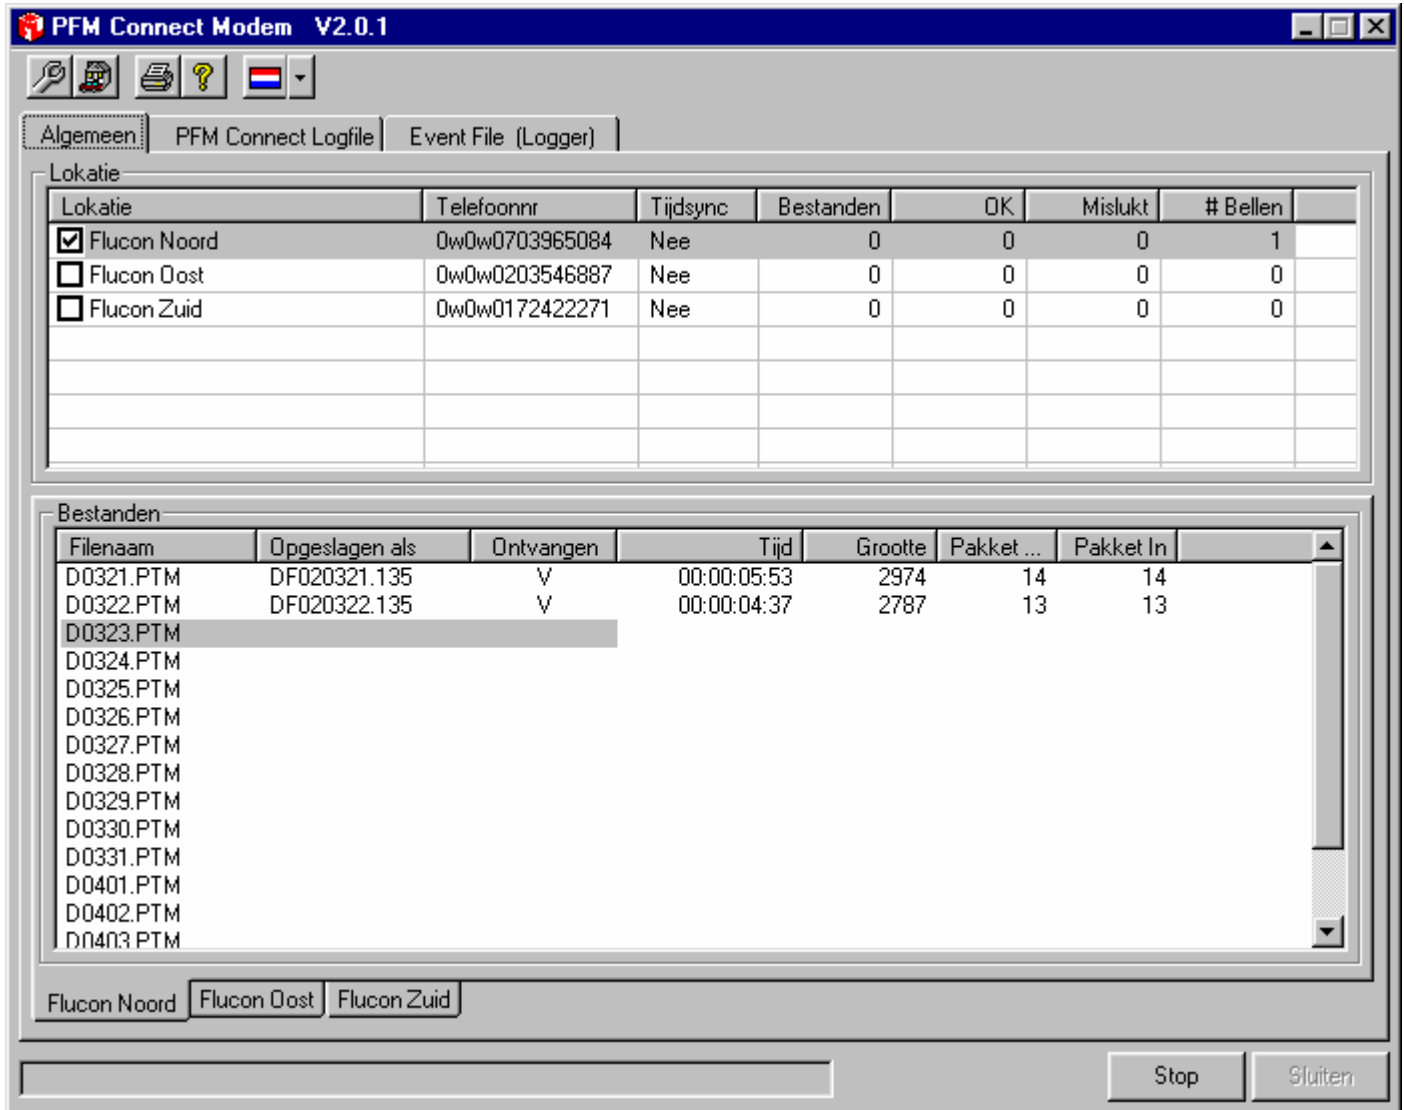 PFM Connect Modem V2.0.1
Algemeen PFM Connect Logfile Event File (Logger)
Lokatie
Lokatie Telefoonnr Tijdsync Bestanden OK Mislukt # Bellen
Flucon Noord 0w0w0703965084 Nee 0 0 0 1
Flucon Oost 0w0w0203546887 Nee 0 0 0 0
Flucon Zuid 0w0w0172422271 Nee 0 0 0 0
Bestanden
Filenaam Opgeslagen als Ontvangen Tijd Grootte Pakket ... Pakket In
D0321.PTM DF020321.135 V 00:00:05:53 2974 14 14
D0322.PTM DF020322.135 V 00:00:04:37 2787 13 13
D0323.PTM
D0324.PTM
D0325.PTM
D0326.PTM
D0327.PTM
D0328.PTM
D0329.PTM
D0330.PTM
D0331.PTM
D0401.PTM
D0402.PTM
D0403.PTM
Flucon Noord Flucon Oost Flucon Zuid
Stop Sluiten